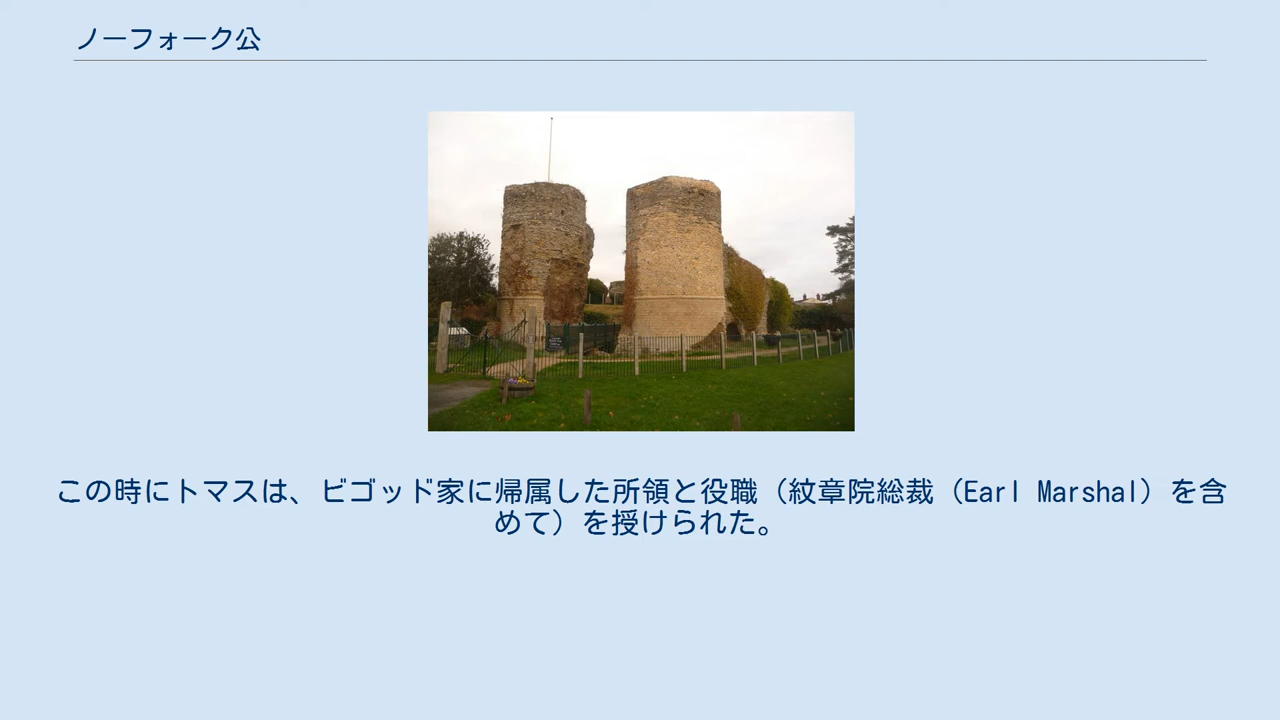 ノーフォーク公
この時にトマスは、ビゴッド家に帰属した所領と役職（紋章院総裁（Earl Marshal）を含
めて）を授けられた。